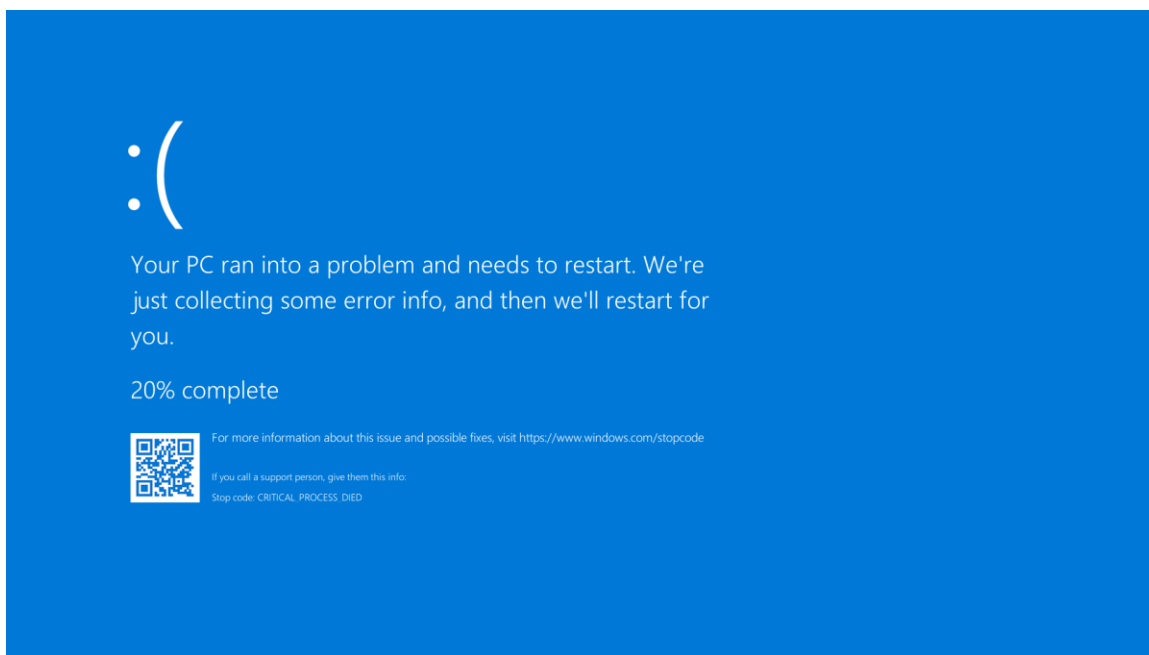 :(
Your PC ran into a problem and needs to restart. We're
just collecting some error info, and then we'll restart for
you.
20% complete
For more information about this issue and possible fixes, visit https://www.windows.com/stopcode
If you call a support person, give them this info:
Stop code: CRITICAL_PROCESS_DIED